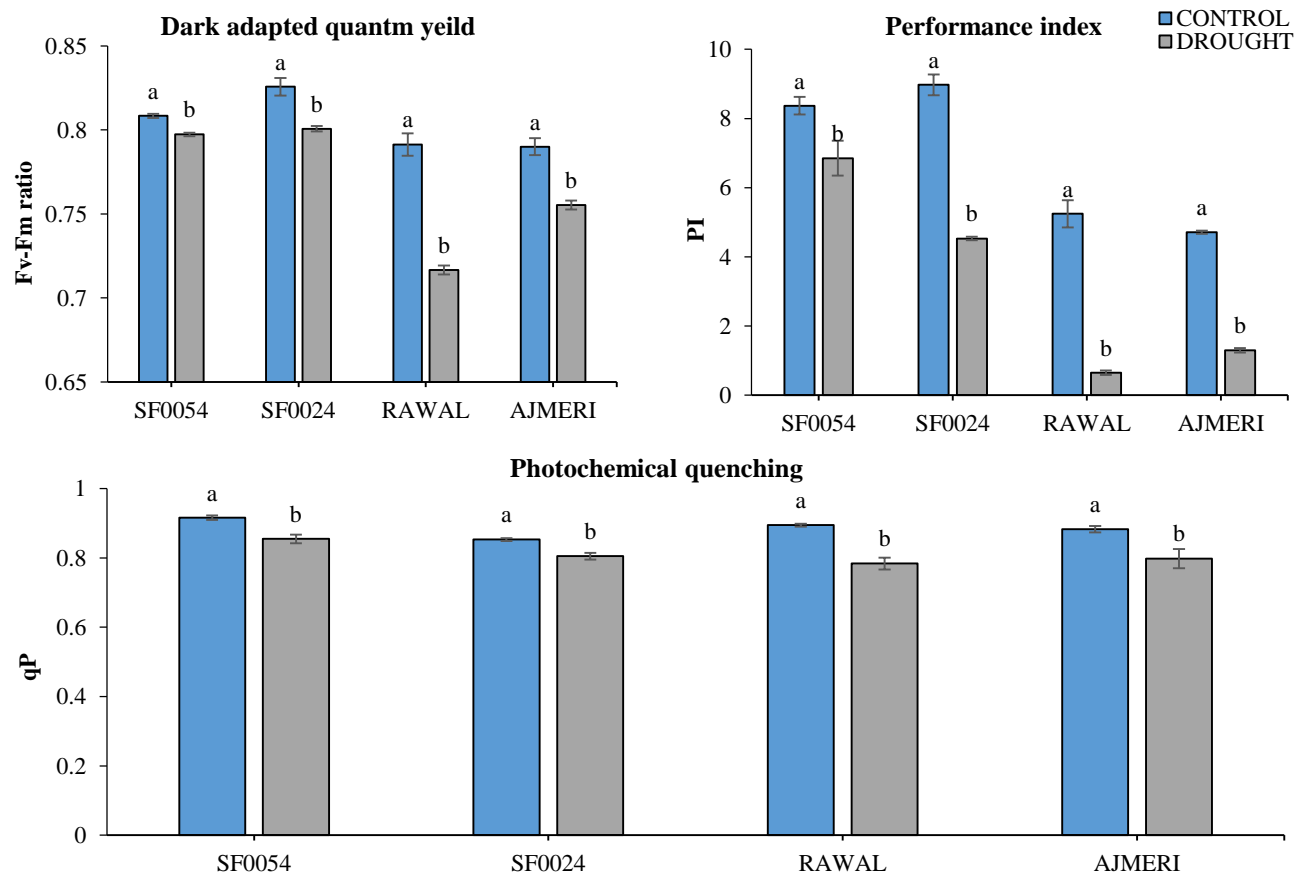 Dark adapted quantm yeild
Fv-Fm ratio
0.85
0.8
0.75
0.7
0.65
a
b
a
b
a
b
a
b
SF0054 SF0024 RAWAL AJMERI
Performance index
CONTROL
DROUGHT
PI
10
8
6
4
2
0
a
b
a
b
a
b
a
b
SF0054 SF0024 RAWAL AJMERI
Photochemical quenching
qP
1
0.8
0.6
0.4
0.2
0
a
b
a
b
a
b
a
b
SF0054 SF0024 RAWAL AJMERI